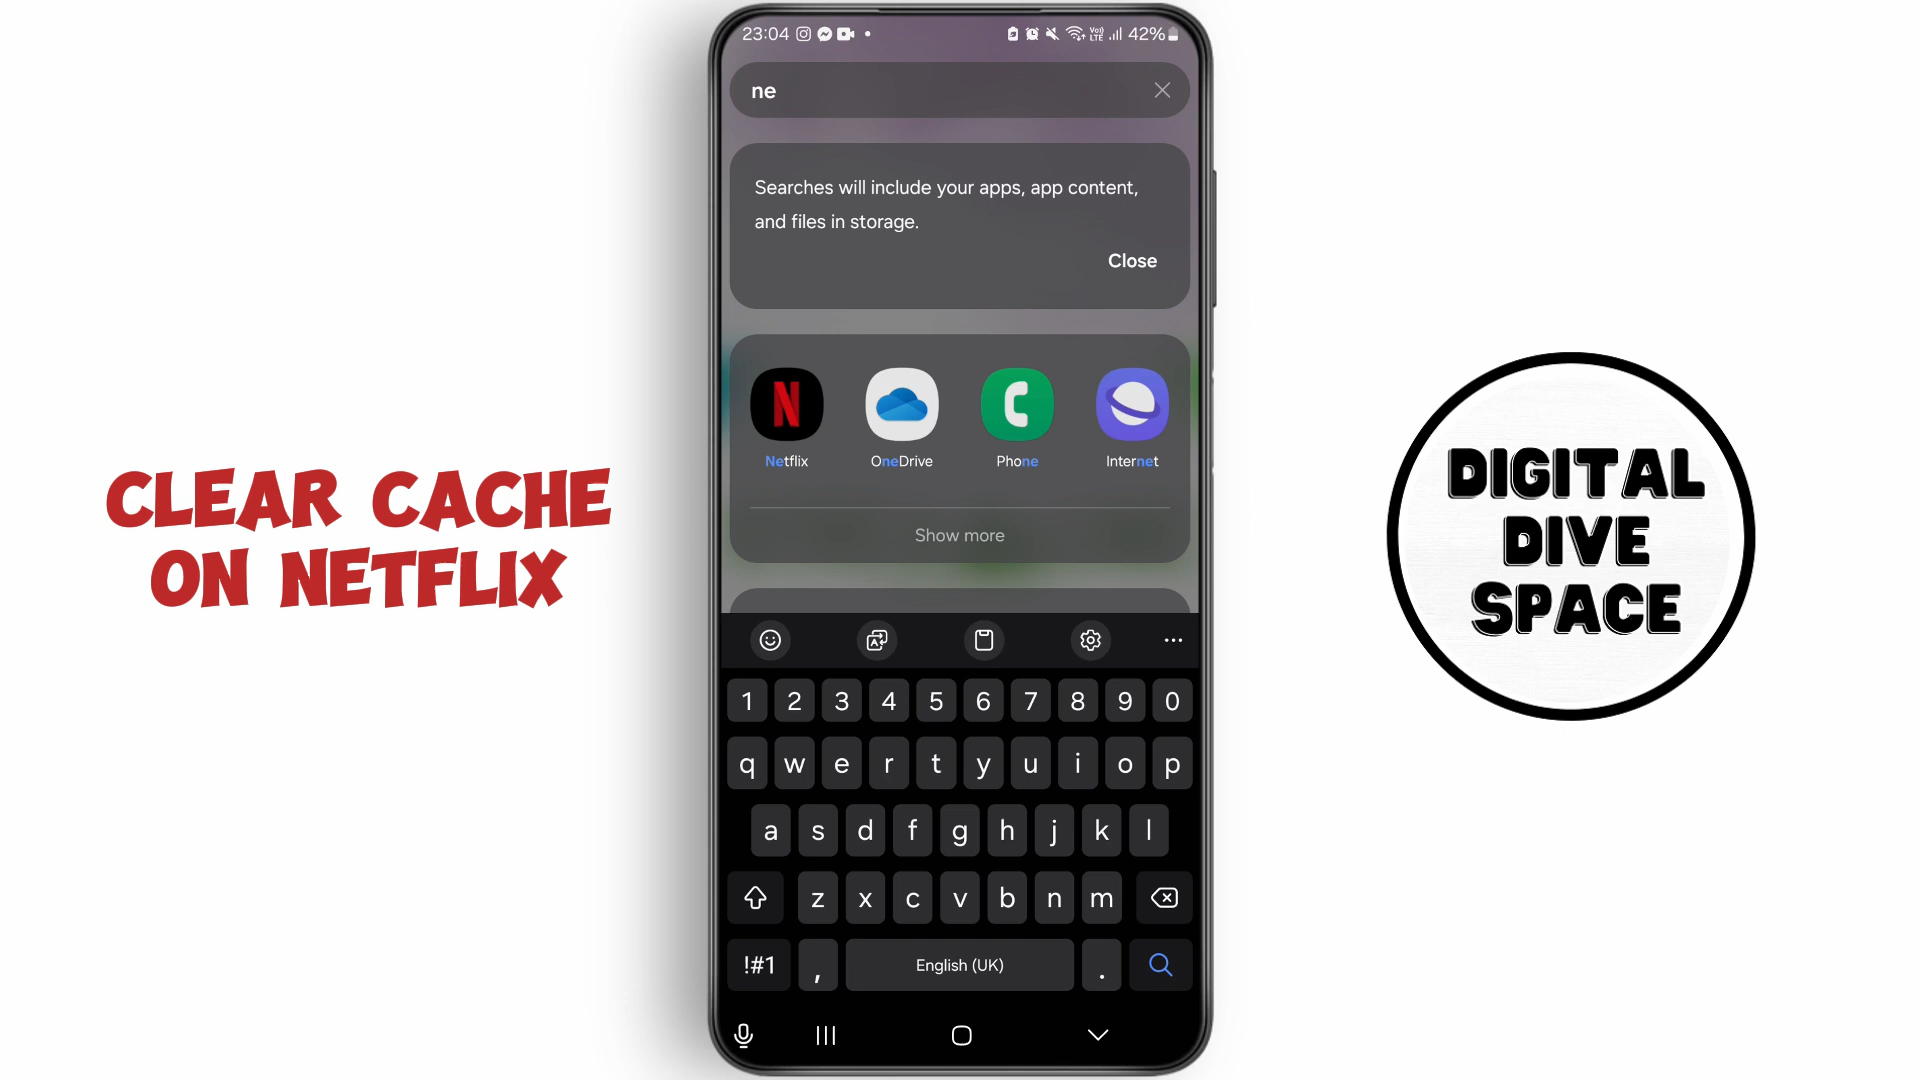 CLEAR CACHE
ON NETFLIX
23:04
42%
ne
Searches will include your apps, app content,
and files in storage.
Close
Netflix
OneDrive
Phone
Internet
Show more
1 2 3 4 5 6 7 8 9 0
q w e r t y u i o p
a s d f g h j k l
z x c v b n m
!#1 , English (UK) .
DIGITAL
DIVE
SPACE